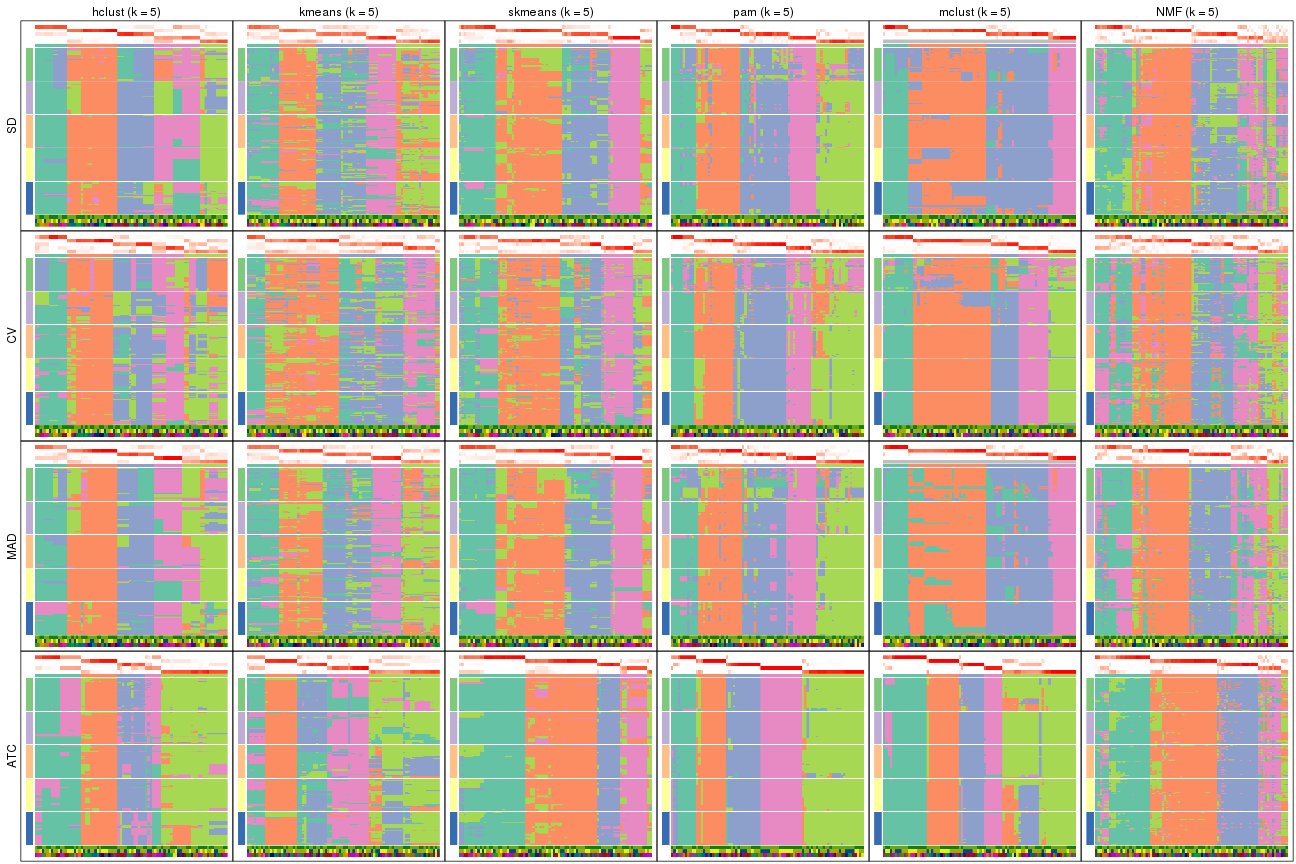 hclust (k = 5) kmeans (k = 5) skmeans (k = 5) pam (k = 5) mclust (k = 5) NMF (k = 5)
SD
CV
MAD
ATC